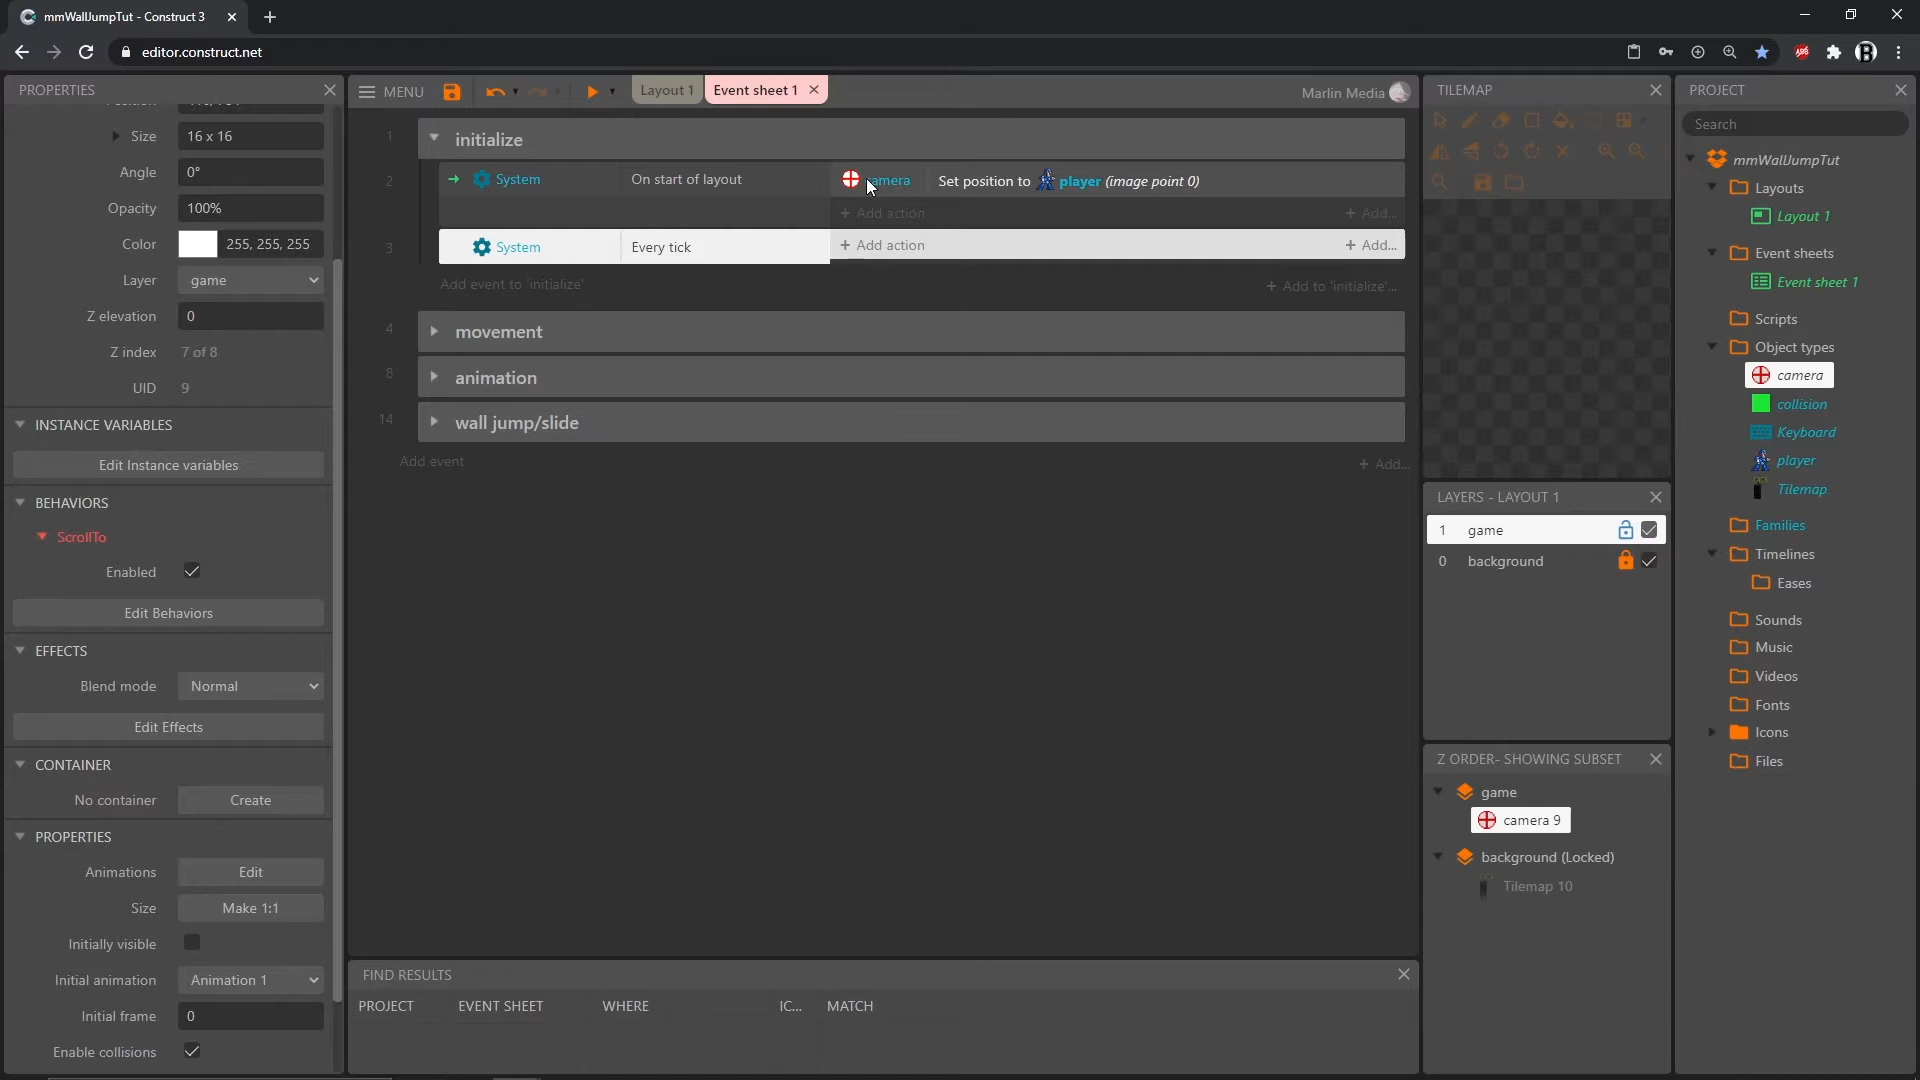 mmWallJumpTut - Construct 3
editor.construct.net
PROPERTIES
Size 16 x 16
Angle 0°
Opacity 100%
Color 255, 255, 255
Layer game
Z elevation 0
Z index 7 of 8
UID 9
INSTANCE VARIABLES
Edit Instance variables
BEHAVIORS
ScrollTo
Enabled
Edit Behaviors
EFFECTS
Blend mode Normal
Edit Effects
CONTAINER
No container Create
PROPERTIES
Animations Edit
Size Make 1:1
Initially visible
Initial animation Animation 1
Initial frame 0
Enable collisions
MENU
Layout 1
Event sheet 1
Marlin Media
1 initialize
2 System On start of layout camera Set position to player (image point 0)
+ Add action + Add...
3 System Every tick + Add action + Add...
Add event to 'initialize' + Add to 'initialize'...
4 movement
8 animation
14 wall jump/slide
Add event + Add...
FIND RESULTS
PROJECT EVENT SHEET WHERE IC... MATCH
TILEMAP
LAYERS - LAYOUT 1
1 game
0 background
Z ORDER- SHOWING SUBSET
game
camera 9
background (Locked)
Tilemap 10
PROJECT
Search
mmWallJumpTut
Layouts
Layout 1
Event sheets
Event sheet 1
Scripts
Object types
camera
collision
Keyboard
player
Tilemap
Families
Timelines
Eases
Sounds
Music
Videos
Fonts
Icons
Files